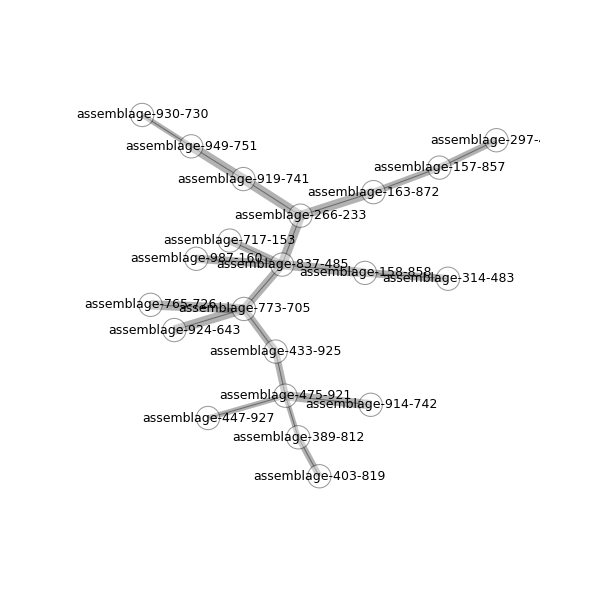 assemblage-930-730
assemblage-297-
assemblage-949-751
assemblage-157-857
assemblage-919-741
assemblage-163-872
assemblage-266-233
assemblage-717-153
assemblage-987-160
assemblage-837-485
assemblage-158-858
assemblage-314-483
assemblage-765-726
assemblage-773-705
assemblage-924-643
assemblage-433-925
assemblage-475-921
assemblage-914-742
assemblage-447-927
assemblage-389-812
assemblage-403-819